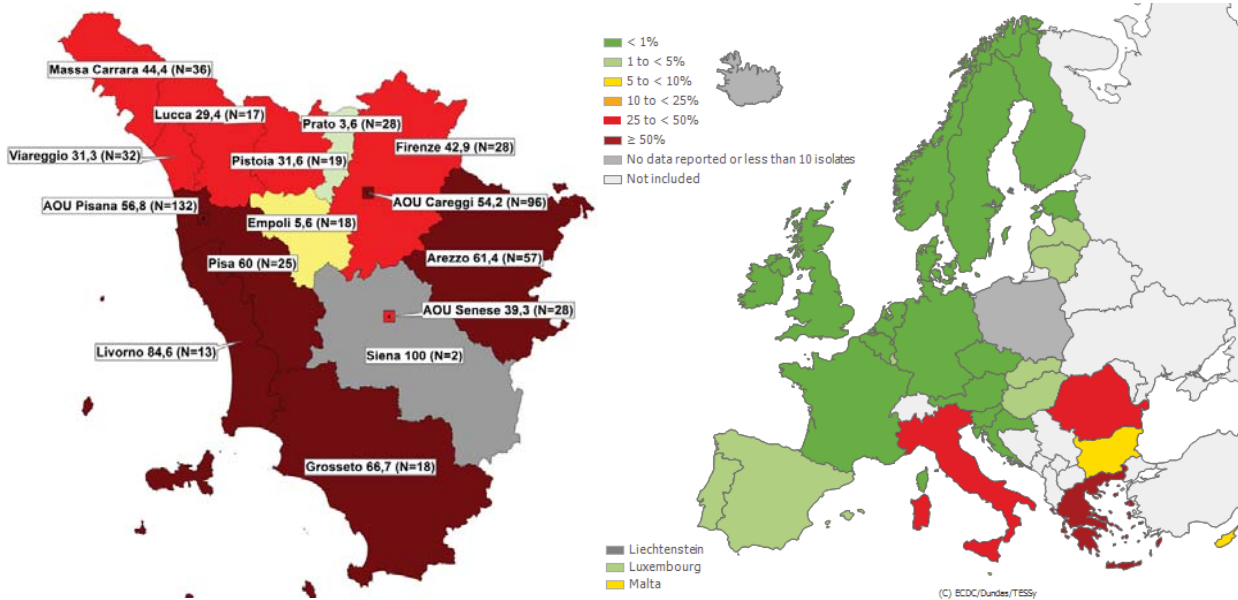 Massa Carrara 44,4 (N=36)
Lucca 29,4 (N=17)
Prato 3,6 (N=28)
Viareggio 31,3 (N=32)
Pistoia 31,6 (N=19)
Firenze 42,9 (N=28)
AOU Pisana 56,8 (N=132)
AOU Careggi 54,2 (N=96)
Empoli 5,6 (N=18)
Pisa 60 (N=25)
Arezzo 61,4 (N=57)
AOU Senese 39,3 (N=28)
Livorno 84,6 (N=13)
Siena 100 (N=2)
Grosseto 66,7 (N=18)
< 1%
1 to < 5%
5 to < 10%
10 to < 25%
25 to < 50%
≥ 50%
No data reported or less than 10 isolates
Not included
Liechtenstein
Luxembourg
Malta
(C) ECDC/Dundas/TESSy